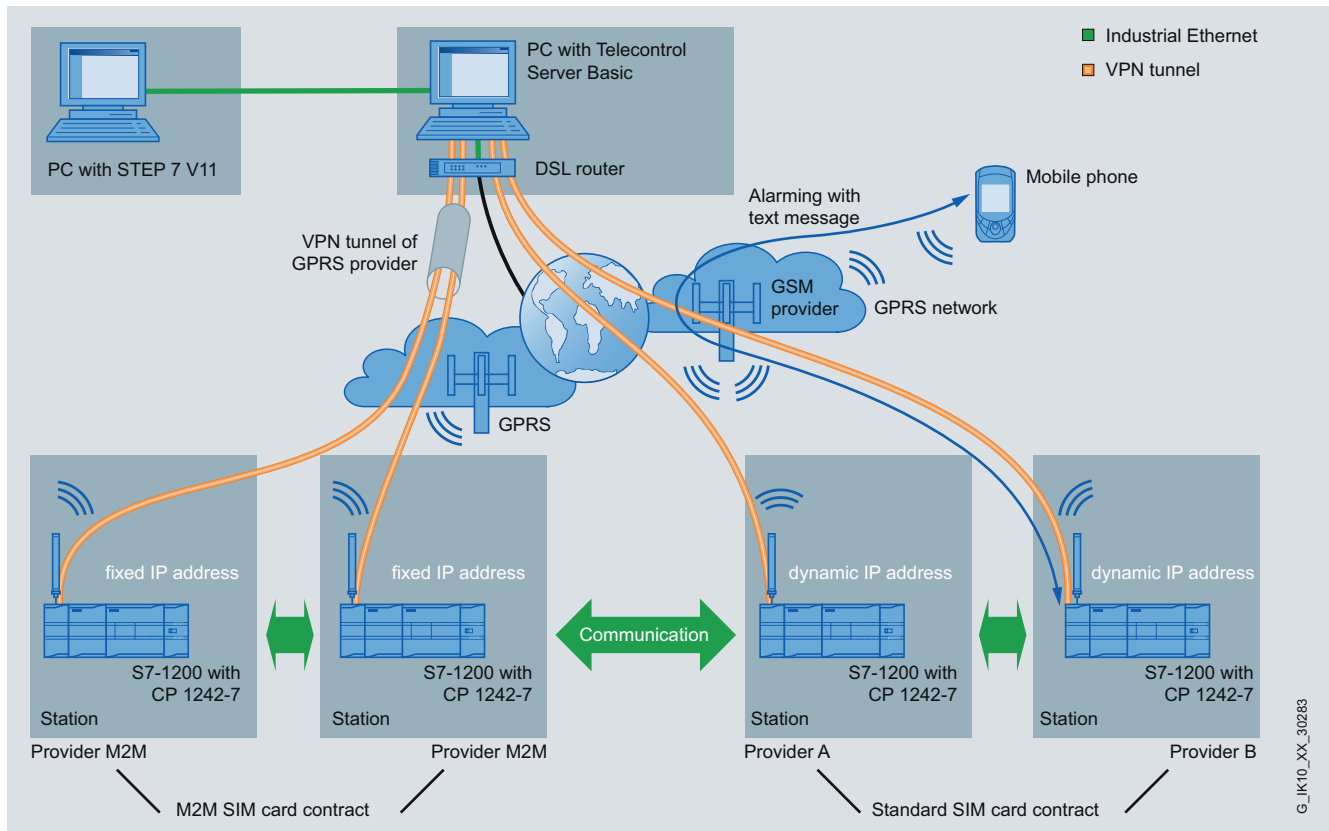 PC with Telecontrol
Server Basic
Industrial Ethernet
VPN tunnel
PC with STEP 7 V11
DSL router
Mobile phone
Alarming with
text message
VPN tunnel of
GPRS provider
GSM
provider
GPRS network
GPRS
fixed IP address
fixed IP address
dynamic IP address
dynamic IP address
Communication
S7-1200 with
CP 1242-7
S7-1200 with
CP 1242-7
S7-1200 with
CP 1242-7
S7-1200 with
CP 1242-7
Station
Station
Station
Station
Provider M2M
Provider M2M
Provider A
Provider B
M2M SIM card contract
Standard SIM card contract
G_IK10_XX_30283